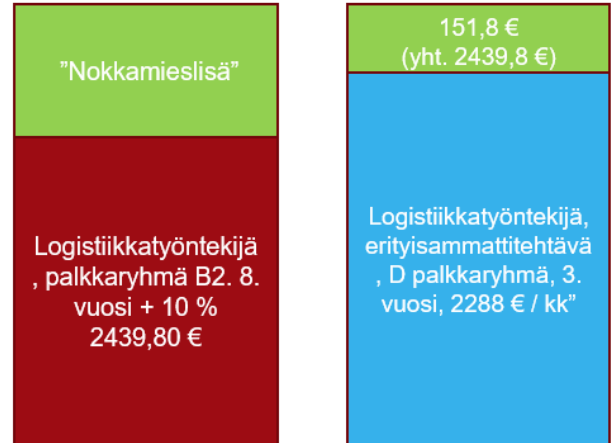 ”Nokkamieslisä”
Logistiikkatyöntekijä
, palkkaryhmä B2. 8.
vuosi + 10 %
2439,80 €
151,8 €
(yht. 2439,8 €)
Logistiikkatyöntekijä,
erityisammattitehtävä
, D palkkaryhmä, 3.
vuosi, 2288 € / kk”